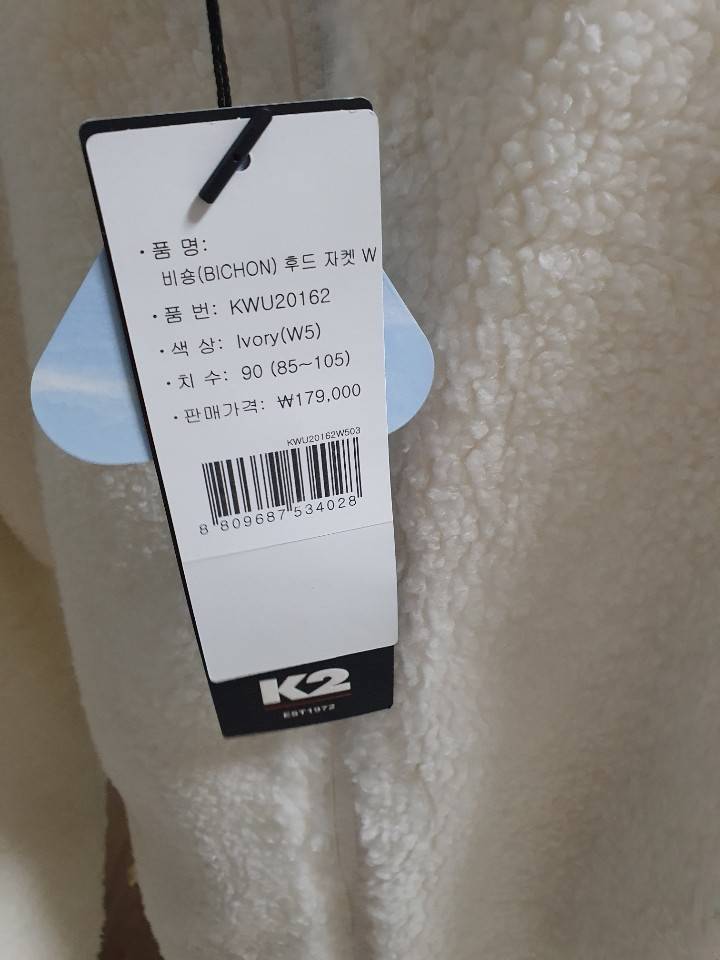 · 품 명:
비숑(BICHON) 후드 자켓 W
· 품 번: KWU20162
· 색 상: Ivory(W5)
· 치 수: 90 (85~105)
· 판매가격: ₩179,000
KWU20162W503
8 809687 534028
K2
EST1972